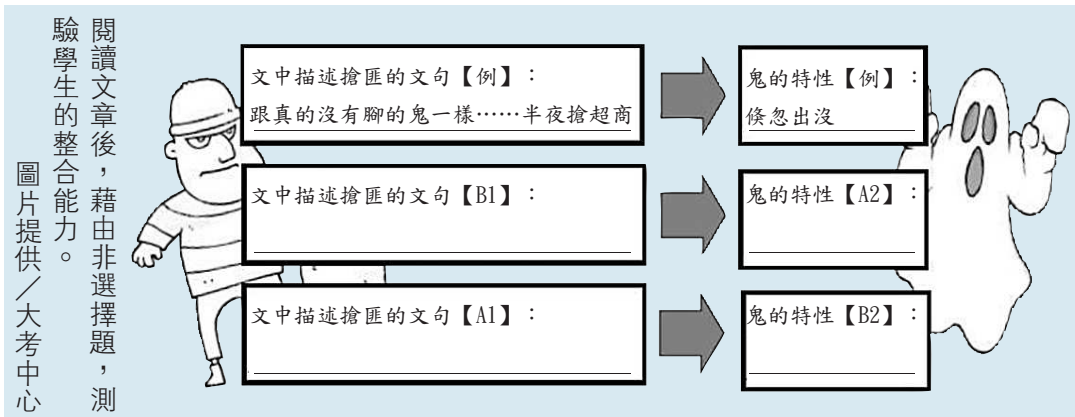 閱讀文章後，藉由非選擇題，測
驗學生的整合能力。
圖片提供／大考中心
文中描述搶匪的文句【例】：
跟真的沒有腳的鬼一樣……半夜搶超商
鬼的特性【例】：
倏忽出沒
文中描述搶匪的文句【B1】：
鬼的特性【A2】：
文中描述搶匪的文句【A1】：
鬼的特性【B2】：